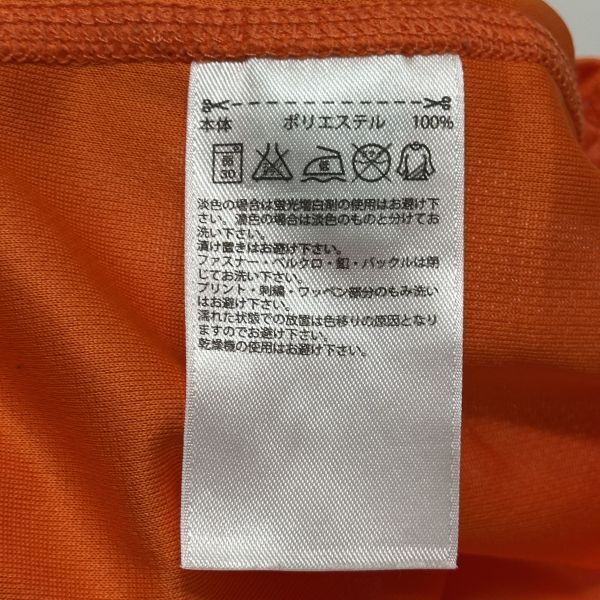 本体 ポリエステル 100%
弱
30
低
淡色の場合は蛍光増白剤の使用はお避け下
さい。濃色の場合は淡色のものと分けてお
洗い下さい。
漬け置きはお避け下さい。
ファスナー・ベルクロ・釦・バックルは閉
じてお洗い下さい。
プリント・刺繍・ワッペン部分のもみ洗い
はお避け下さい。
濡れた状態での放置は色移りの原因となり
ますのでお避け下さい。
乾燥機の使用はお避け下さい。